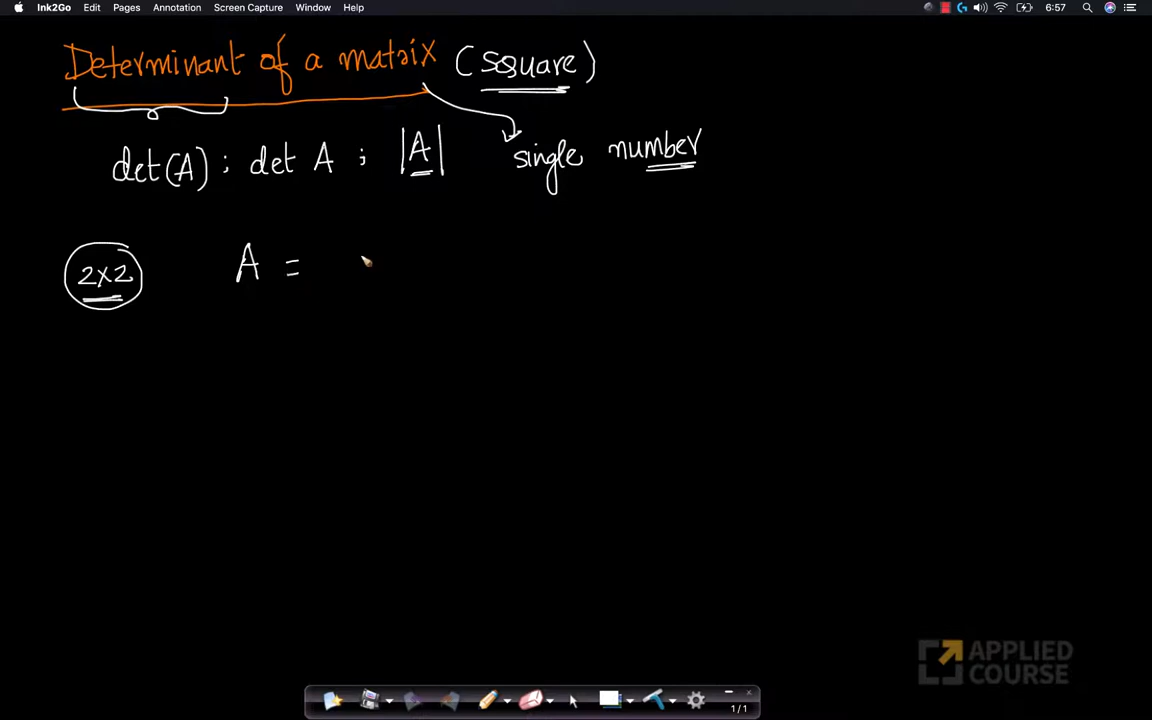 Ink2Go Edit Pages Annotation Screen Capture Window Help 6:57
Determinant of a matrix (square)
det(A) ; det A ; |A| single number
2x2 A =
APPLIED
COURSE
1/1